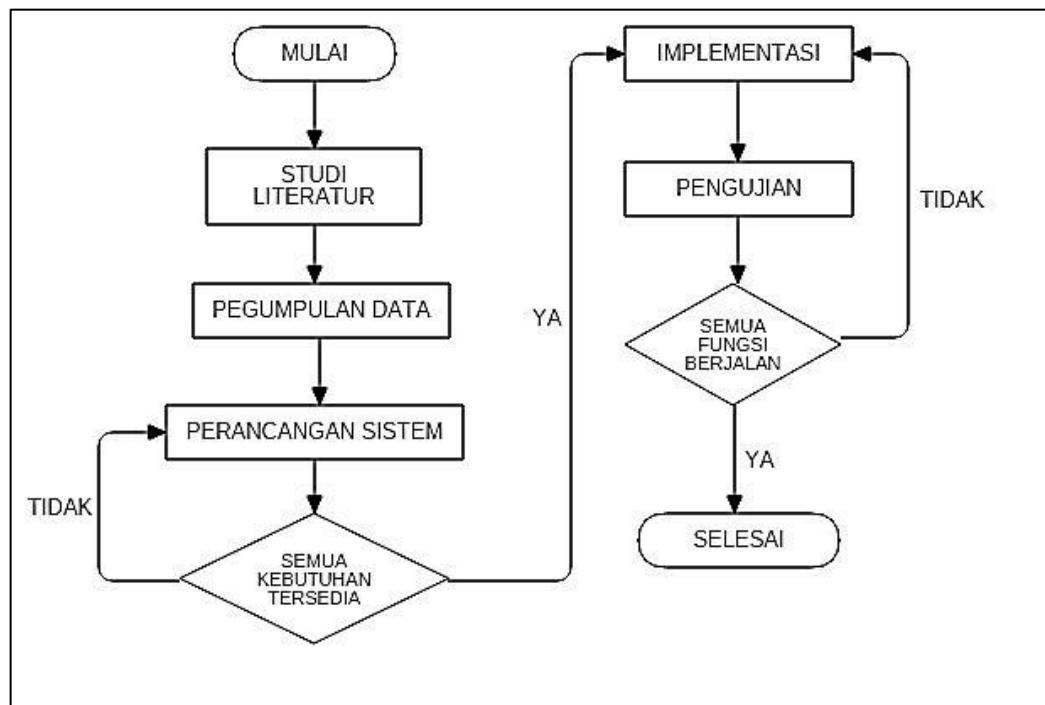 MULAI
STUDI
LITERATUR
PEGUMPULAN DATA
PERANCANGAN SISTEM
TIDAK
SEMUA
KEBUTUHAN
TERSEDIA
YA
IMPLEMENTASI
PENGUJIAN
TIDAK
SEMUA
FUNGSI
BERJALAN
YA
SELESAI